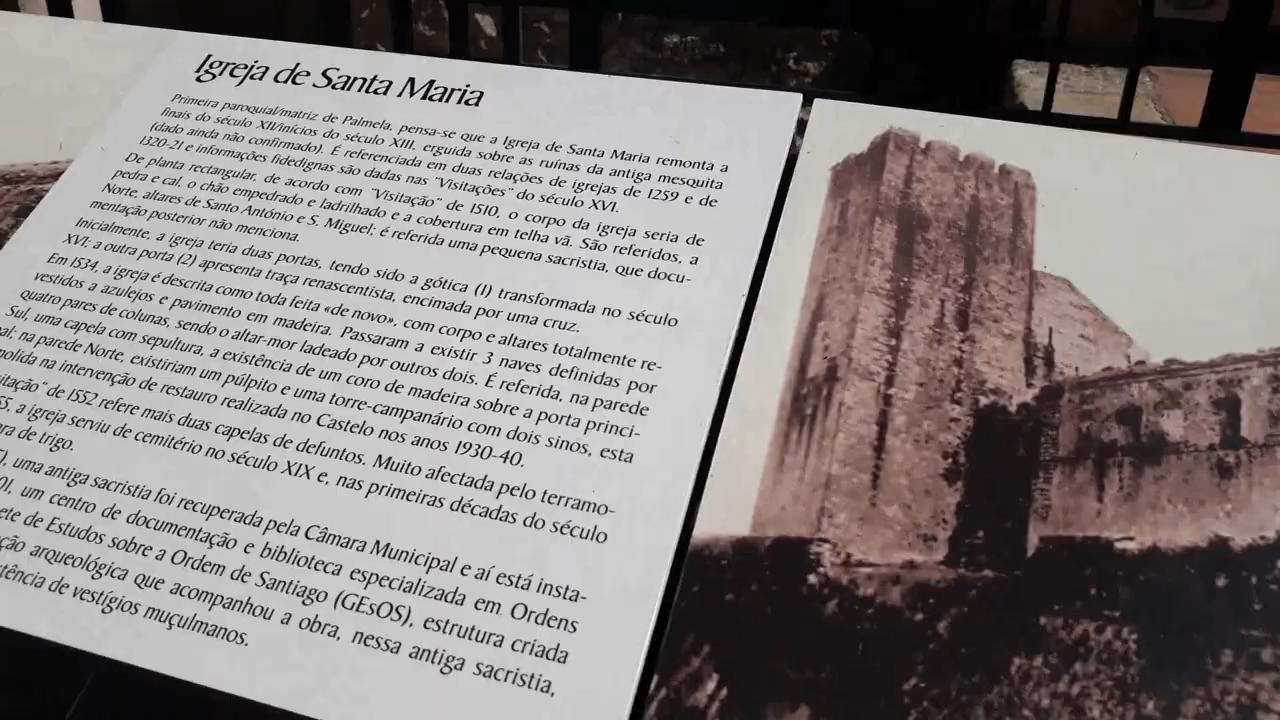 Igreja de Santa Maria
Primeira paroquial/matriz de Palmela, pensa-se que a Igreja de Santa Maria remonta a
finais do século XII/inícios do século XIII, erguida sobre as ruínas da antiga mesquita
(dado ainda não confirmado). É referenciada em duas relações de igrejas de 1259 e de
1320-21 e informações fidedignas são dadas nas "Visitações" do século XVI.
De planta rectangular, de acordo com "Visitação" de 1510, o corpo da igreja seria de
pedra e cal, o chão empedrado e ladrilhado e a cobertura em telha vã. São referidos, a
Norte, altares de Santo António e S. Miguel; é referida uma pequena sacristia, que docu-
mentação posterior não menciona.
Inicialmente, a igreja teria duas portas, tendo sido a gótica (1) transformada no século
XVI; a outra porta (2) apresenta traça renascentista, encimada por uma cruz.
Em 1534, a igreja é descrita como toda feita «de novo», com corpo e altares totalmente re-
vestidos a azulejos e pavimento em madeira. Passaram a existir 3 naves definidas por
quatro pares de colunas, sendo o altar-mor ladeado por outros dois. É referida, na parede
Sul, uma capela com sepultura, a existência de um coro de madeira sobre a porta princi-
pal; na parede Norte, existiriam um púlpito e uma torre-campanário com dois sinos, esta
molida na intervenção de restauro realizada no Castelo nos anos 1930-40.
itação" de 1552 refere mais duas capelas de defuntos. Muito afectada pelo terramo-
55, a igreja serviu de cemitério no século XIX e, nas primeiras décadas do século
ra de trigo.
), uma antiga sacristia foi recuperada pela Câmara Municipal e aí está insta-
01, um centro de documentação e biblioteca especializada em Ordens
ete de Estudos sobre a Ordem de Santiago (GEsOS), estrutura criada
ção arqueológica que acompanhou a obra, nessa antiga sacristia,
tência de vestígios muçulmanos.